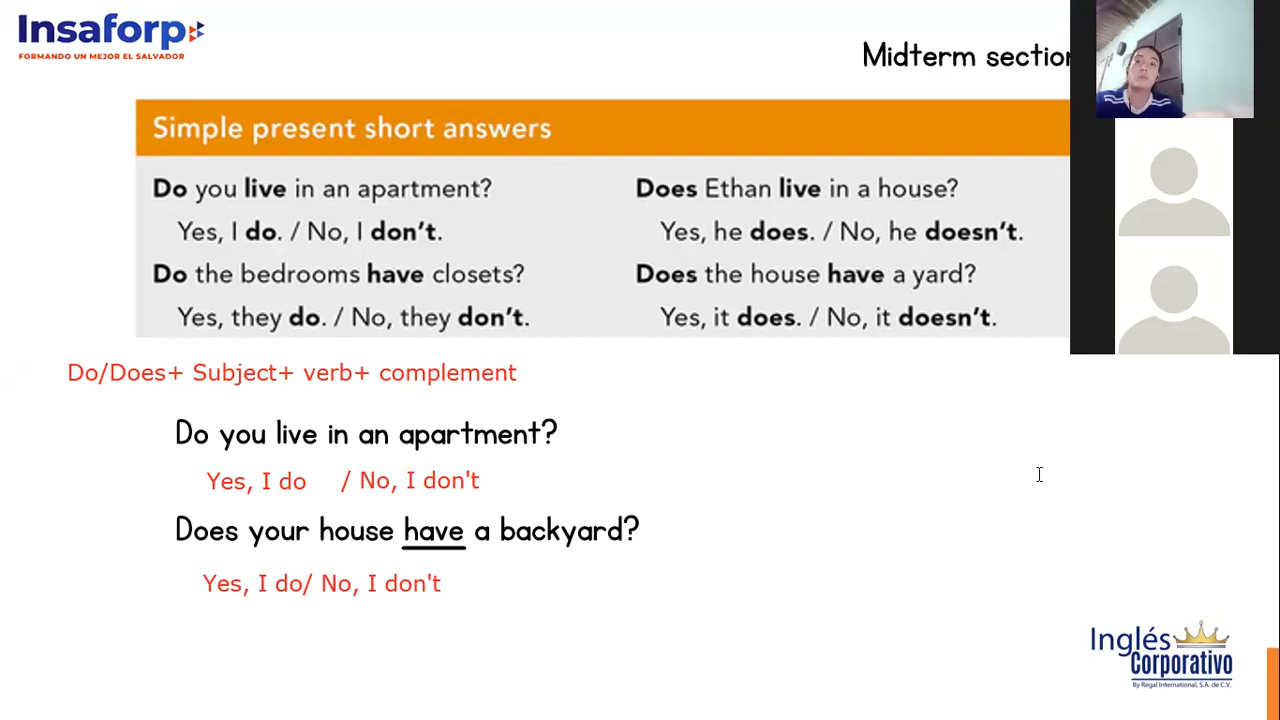 Insaforp
FORMANDO UN MEJOR EL SALVADOR
Midterm section
Simple present short answers
Do you live in an apartment?
Yes, I do. / No, I don't.
Do the bedrooms have closets?
Yes, they do. / No, they don't.
Does Ethan live in a house?
Yes, he does. / No, he doesn't.
Does the house have a yard?
Yes, it does. / No, it doesn't.
Do/Does+ Subject+ verb+ complement
Do you live in an apartment?
Yes, I do / No, I don't
Does your house have a backyard?
Yes, I do/ No, I don't
Inglés
Corporativo
By Regal International, S.A. de C.V.